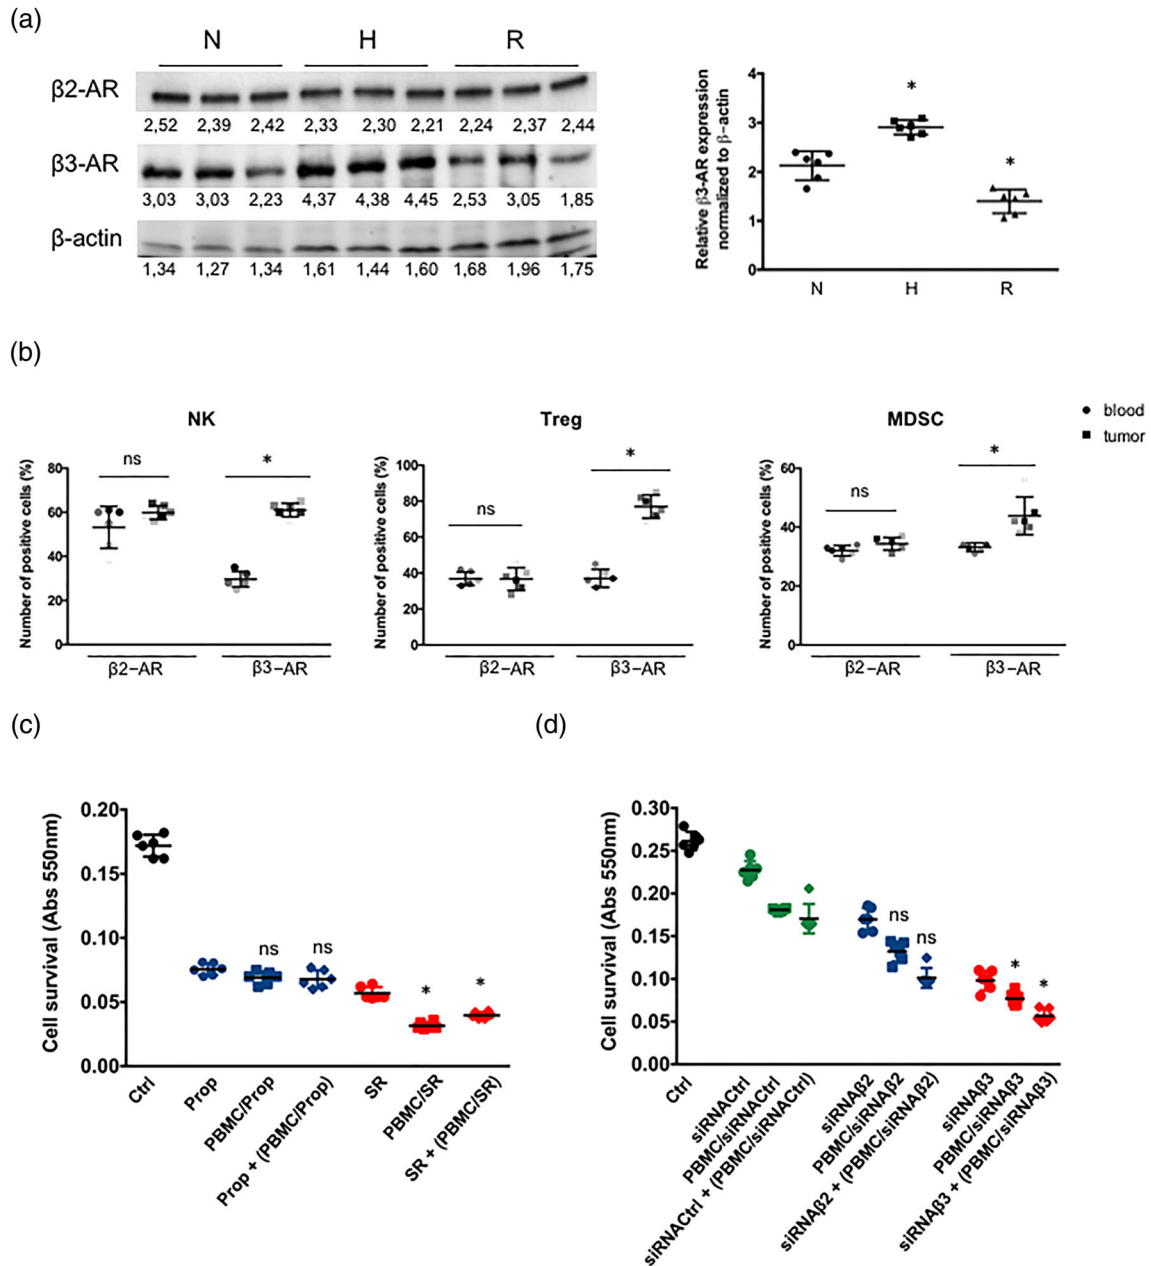 (a)
N H R
β2-AR
2,52 2,39 2,42 2,33 2,30 2,21 2,24 2,37 2,44
β3-AR
3,03 3,03 2,23 4,37 4,38 4,45 2,53 3,05 1,85
β-actin
1,34 1,27 1,34 1,61 1,44 1,60 1,68 1,96 1,75
Relative β3-AR expression
normalized to β-actin
4
3
2
1
0
* *
N H R
(b)
NK
Number of positive cells (%)
80
60
40
20
0
ns *
β2-AR β3-AR
Treg
Number of positive cells (%)
100
80
60
40
20
0
ns *
β2-AR β3-AR
MDSC
Number of positive cells (%)
60
40
20
0
ns *
β2-AR β3-AR
blood
tumor
(c)
Cell survival (Abs 550nm)
0.20
0.15
0.10
0.05
0.00
ns ns * *
Ctrl
Prop
PBMC/Prop
Prop + (PBMC/Prop)
SR
PBMC/SR
SR + (PBMC/SR)
(d)
Cell survival (Abs 550nm)
0.30
0.25
0.20
0.15
0.10
0.05
0.00
ns ns * *
Ctrl
siRNACtrl
PBMC/siRNACtrl
siRNACtrl + (PBMC/siRNACtrl)
siRNAβ2
PBMC/siRNAβ2
siRNAβ2 + (PBMC/siRNAβ2)
siRNAβ3
PBMC/siRNAβ3
siRNAβ3 + (PBMC/siRNAβ3)